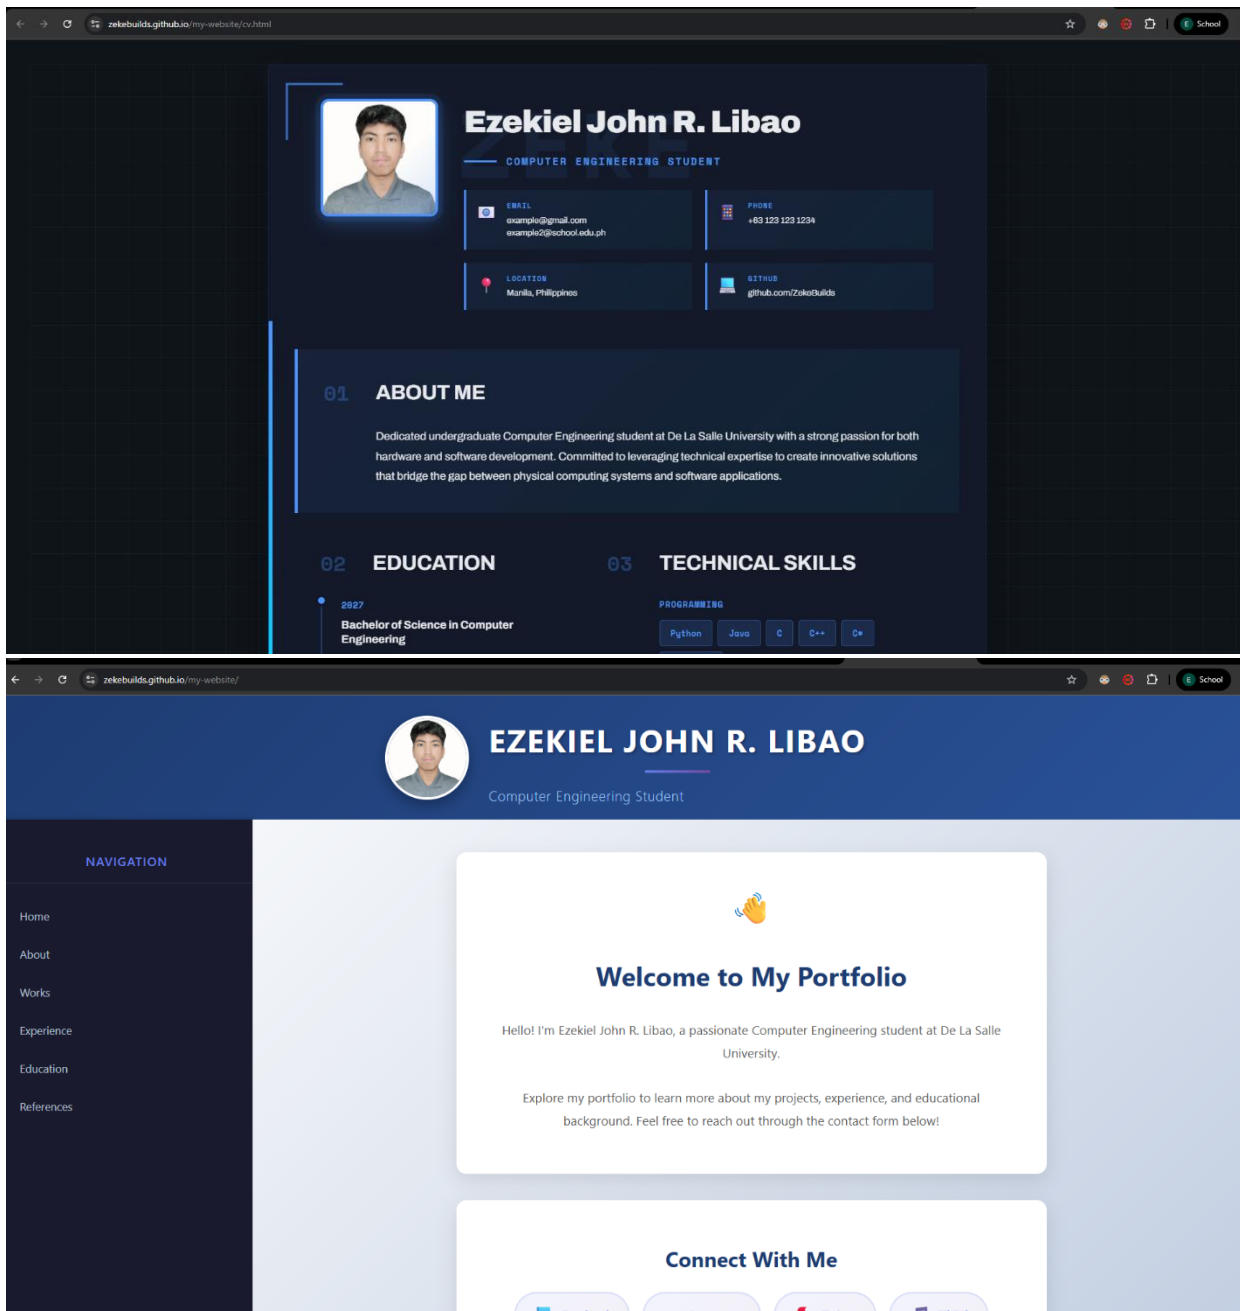 zekebuilds.github.io/my-website/cv.html
E School
ZEKE
Ezekiel John R. Libao
COMPUTER ENGINEERING STUDENT
EMAIL
example@gmail.com
example2@school.edu.ph
PHONE
+63 123 123 1234
LOCATION
Manila, Philippines
GITHUB
github.com/ZekeBuilds
01 ABOUT ME
Dedicated undergraduate Computer Engineering student at De La Salle University with a strong passion for both
hardware and software development. Committed to leveraging technical expertise to create innovative solutions
that bridge the gap between physical computing systems and software applications.
02 EDUCATION
2027
Bachelor of Science in Computer
Engineering
03 TECHNICAL SKILLS
PROGRAMMING
Python Java C C++ C#
zekebuilds.github.io/my-website/
E School
EZEKIEL JOHN R. LIBAO
Computer Engineering Student
NAVIGATION
Home
About
Works
Experience
Education
References
Welcome to My Portfolio
Hello! I'm Ezekiel John R. Libao, a passionate Computer Engineering student at De La Salle
University.
Explore my portfolio to learn more about my projects, experience, and educational
background. Feel free to reach out through the contact form below!
Connect With Me